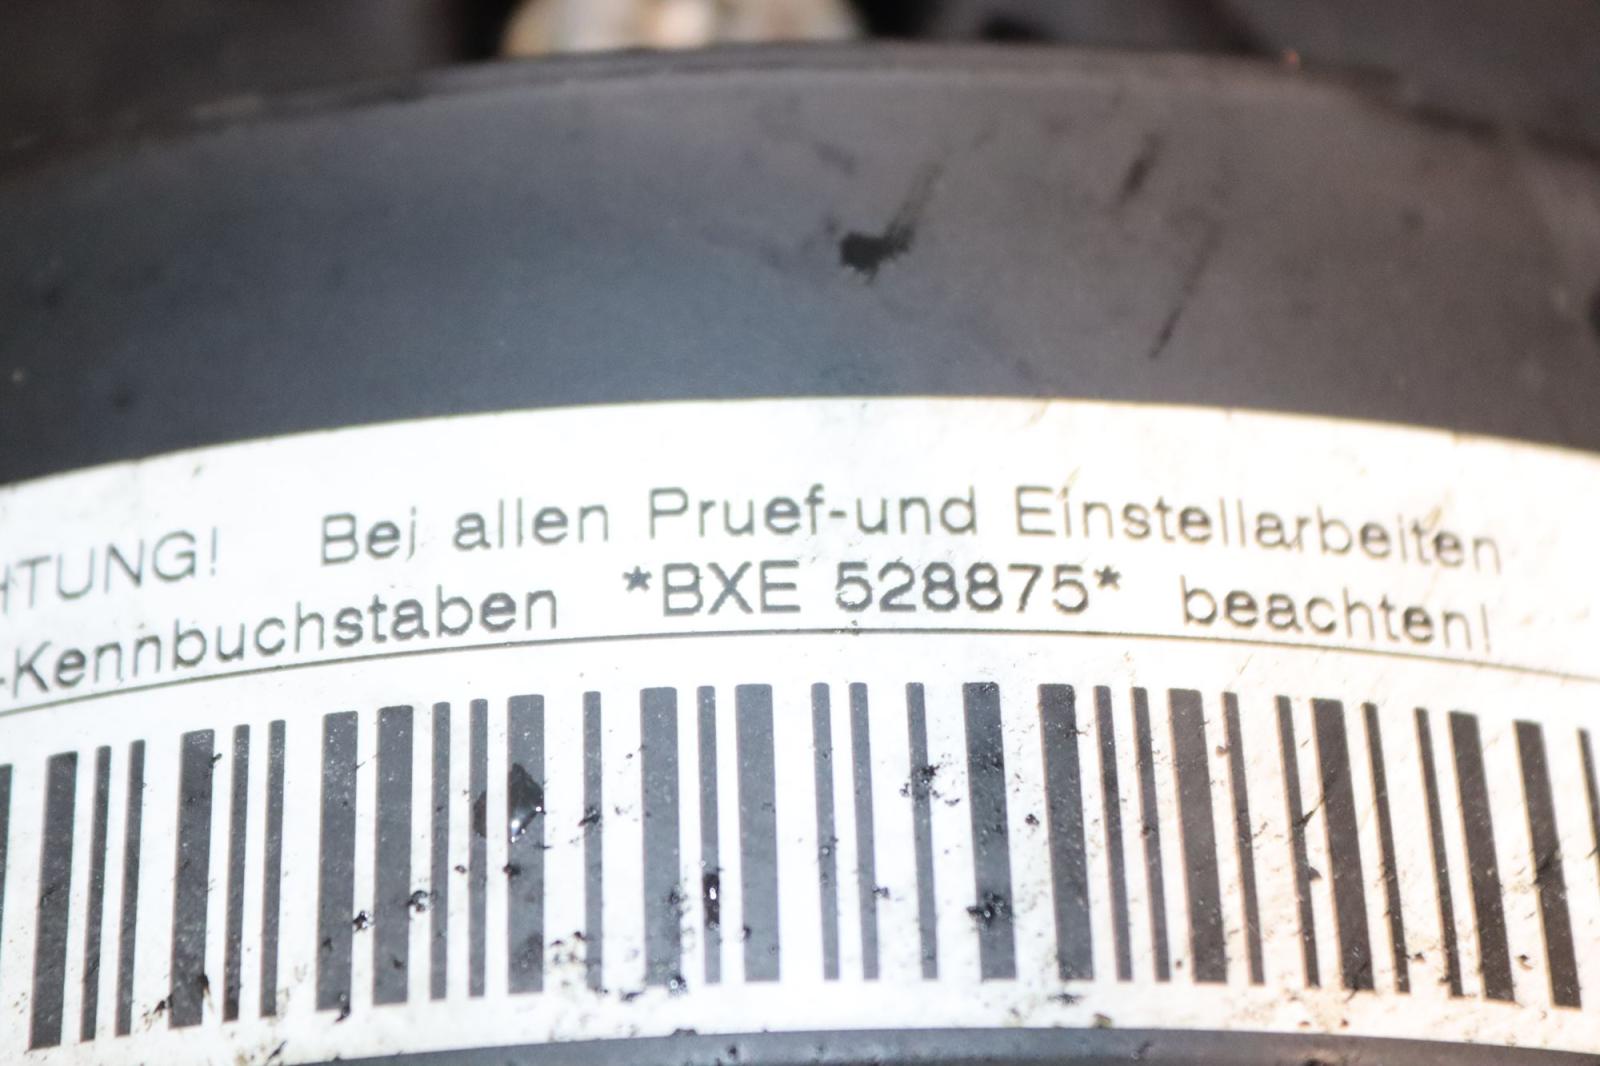 HTUNG! Bei allen Pruef-und Einstellarbeiten
-Kennbuchstaben *BXE 528875* beachten!